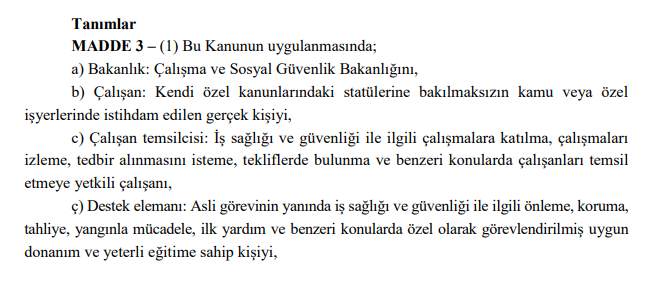 Tanımlar
MADDE 3 – (1) Bu Kanunun uygulanmasında;
a) Bakanlık: Çalışma ve Sosyal Güvenlik Bakanlığını,
b) Çalışan: Kendi özel kanunlarındaki statülerine bakılmaksızın kamu veya özel
işyerlerinde istihdam edilen gerçek kişiyi,
c) Çalışan temsilcisi: İş sağlığı ve güvenliği ile ilgili çalışmalara katılma, çalışmaları
izleme, tedbir alınmasını isteme, tekliflerde bulunma ve benzeri konularda çalışanları temsil
etmeye yetkili çalışanı,
ç) Destek elemanı: Asli görevinin yanında iş sağlığı ve güvenliği ile ilgili önleme, koruma,
tahliye, yangınla mücadele, ilk yardım ve benzeri konularda özel olarak görevlendirilmiş uygun
donanım ve yeterli eğitime sahip kişiyi,